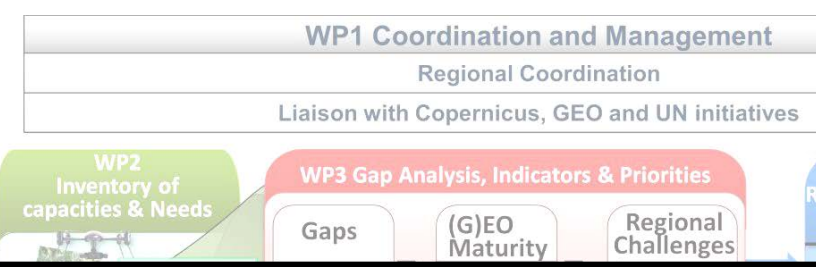 WP1 Coordination and Management
Regional Coordination
Liaison with Copernicus, GEO and UN initiatives
WP2
Inventory of
capacities & Needs
WP3 Gap Analysis, Indicators & Priorities
Gaps
(G)EO
Maturity
Regional
Challenges